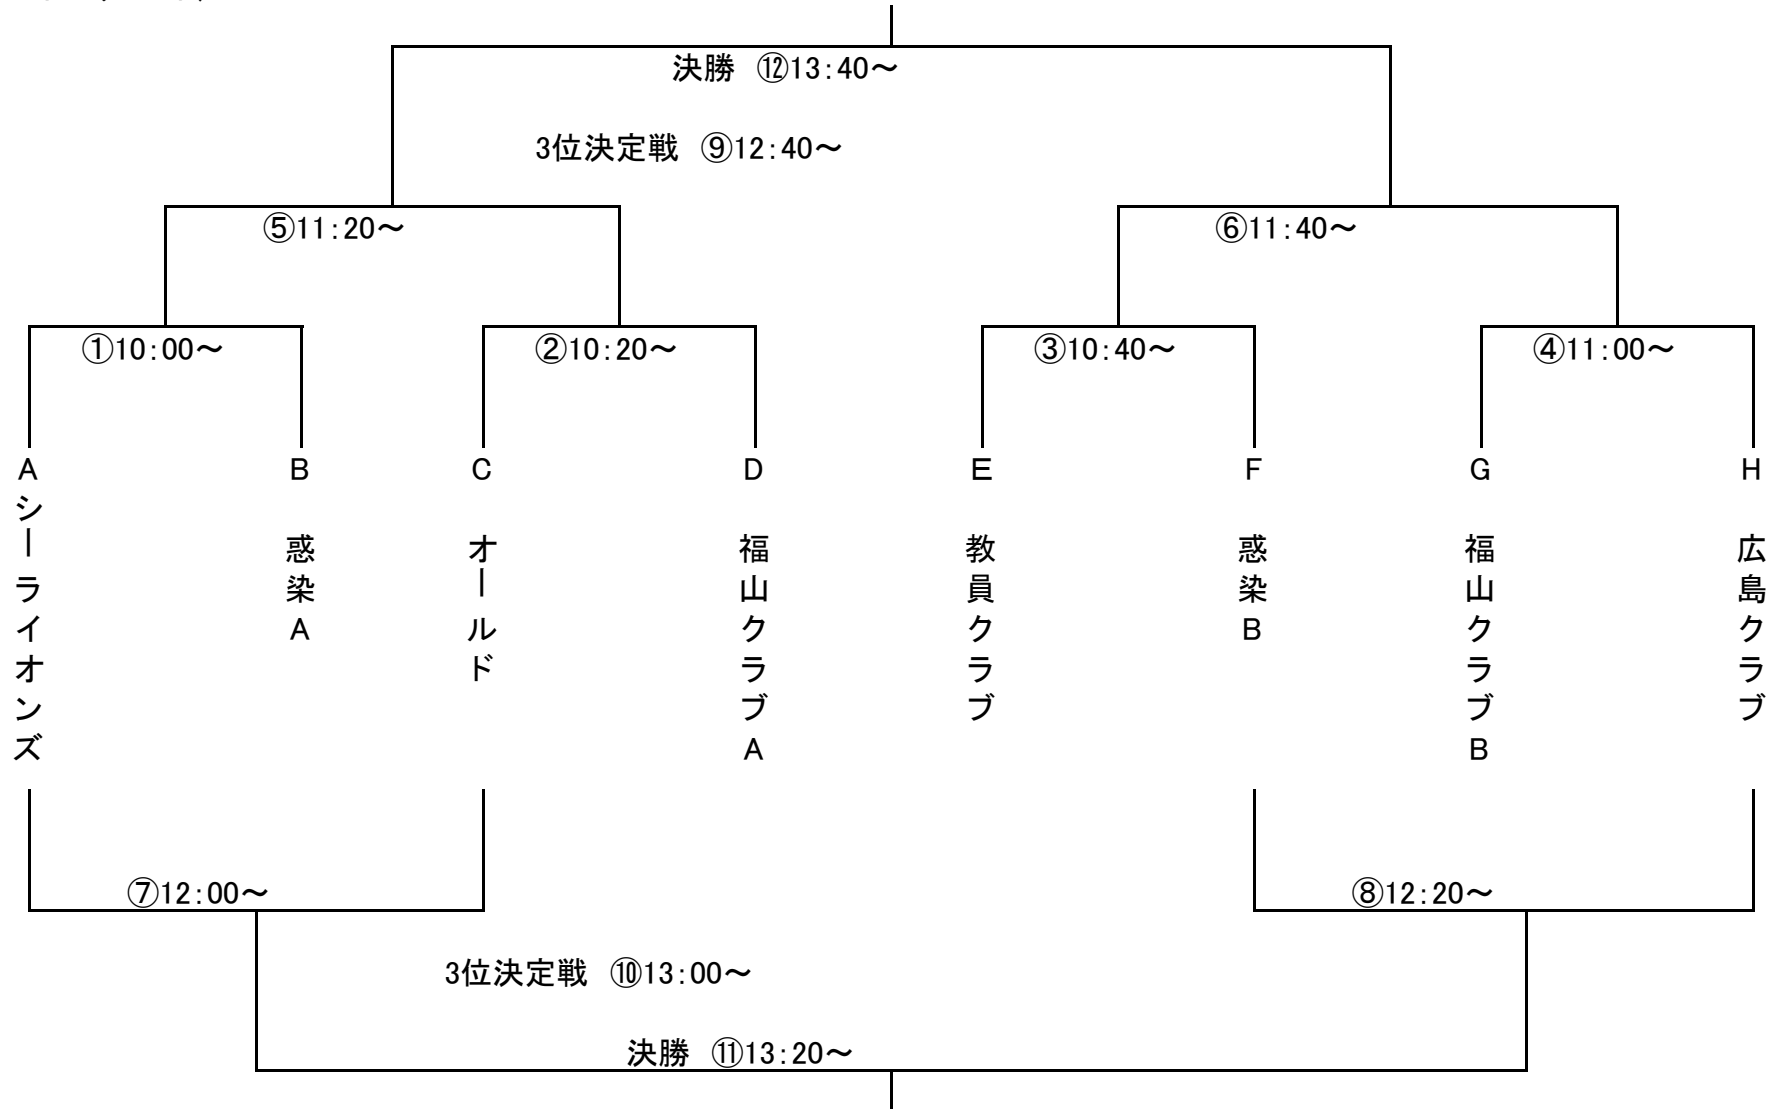 決勝 ⑫13:40～
3位決定戦 ⑨12:40～
⑤11:20～
⑥11:40～
①10:00～
②10:20～
③10:40～
④11:00～
Aシーライオンズ
B 惑染A
C オールド
D 福山クラブA
E 教員クラブ
F 惑染B
G 福山クラブB
H 広島クラブ
⑦12:00～
⑧12:20～
3位決定戦 ⑩13:00～
決勝 ⑪13:20～